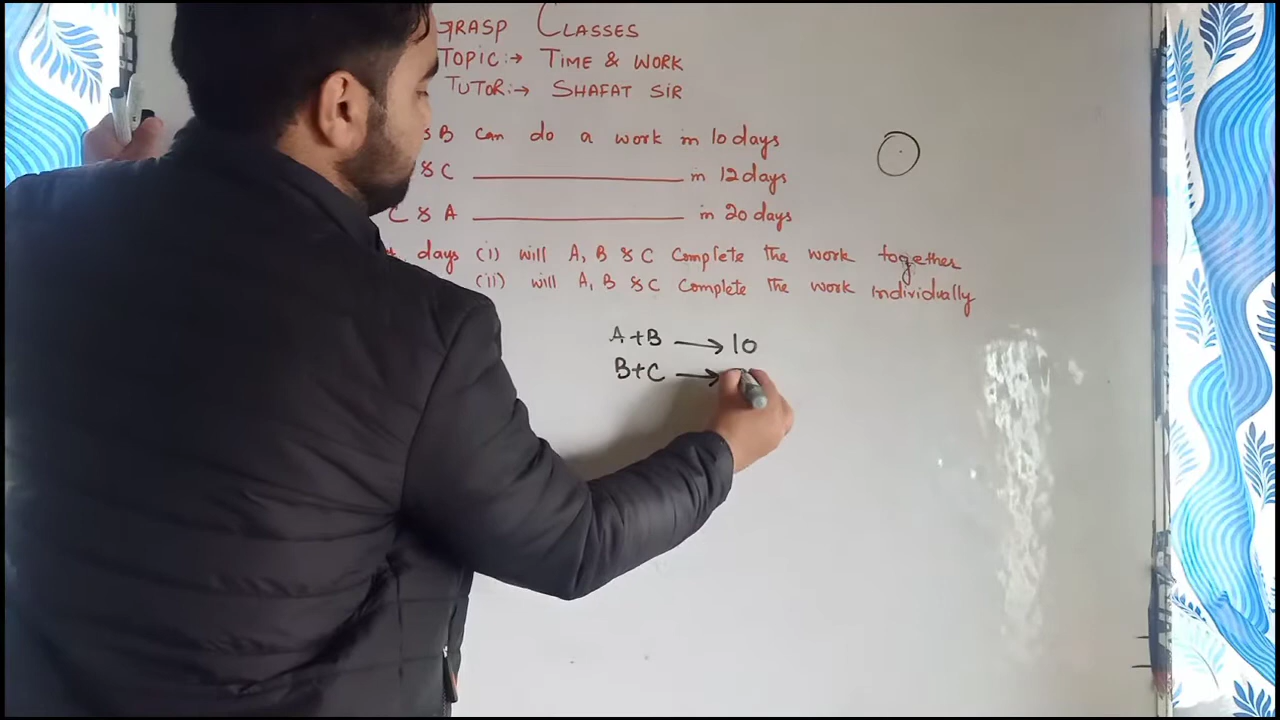 GRASP CLASSES
TOPIC:→ TIME & WORK
TUTOR:→ SHAFAT SIR
& B can do a work in 10 days
& C ———— in 12 days
C & A ———— in 20 days
days (i) will A, B & C Complete the work together
(ii) will A, B & C Complete the work Individually
A+B → 10
B+C →